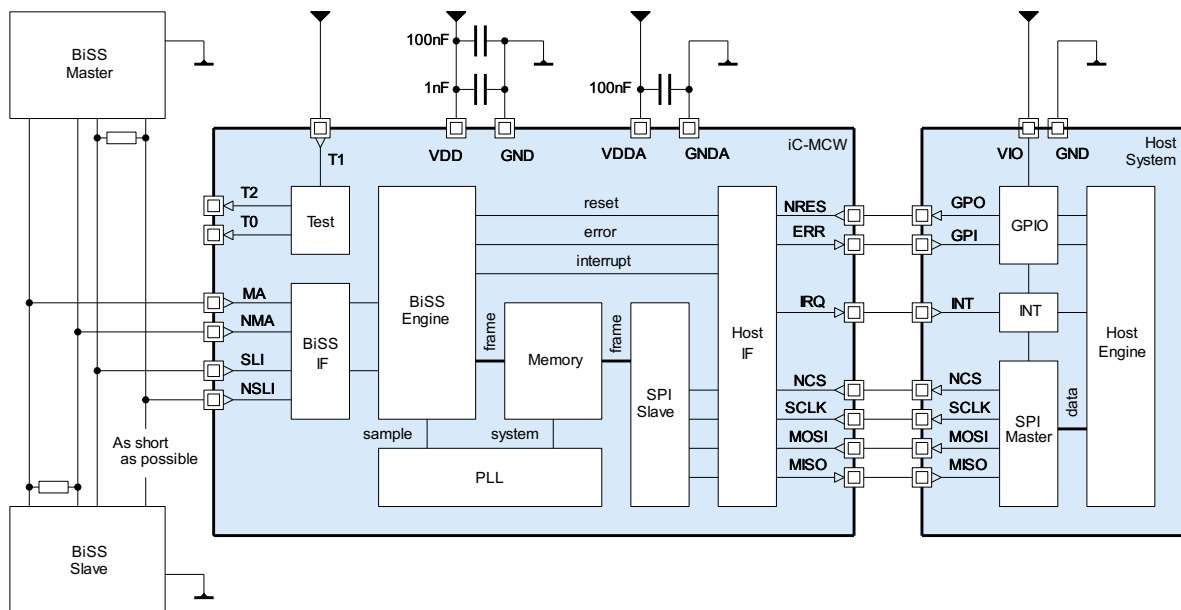 BiSS
Master
100nF
1nF
100nF
T1
VDD
GND
VDDA
GNDA
iC-MCW
VIO
GND
Host
System
T2
T0
Test
reset
error
interrupt
NRES
ERR
GPO
GPI
GPIO
MA
NMA
SLI
NSLI
BiSS
IF
BiSS
Engine
frame
Memory
frame
SPI
Slave
Host
IF
IRQ
INT
INT
Host
Engine
NCS
SCLK
MOSI
MISO
NCS
SCLK
MOSI
MISO
SPI
Master
data
sample
system
PLL
As short
as possible
BiSS
Slave